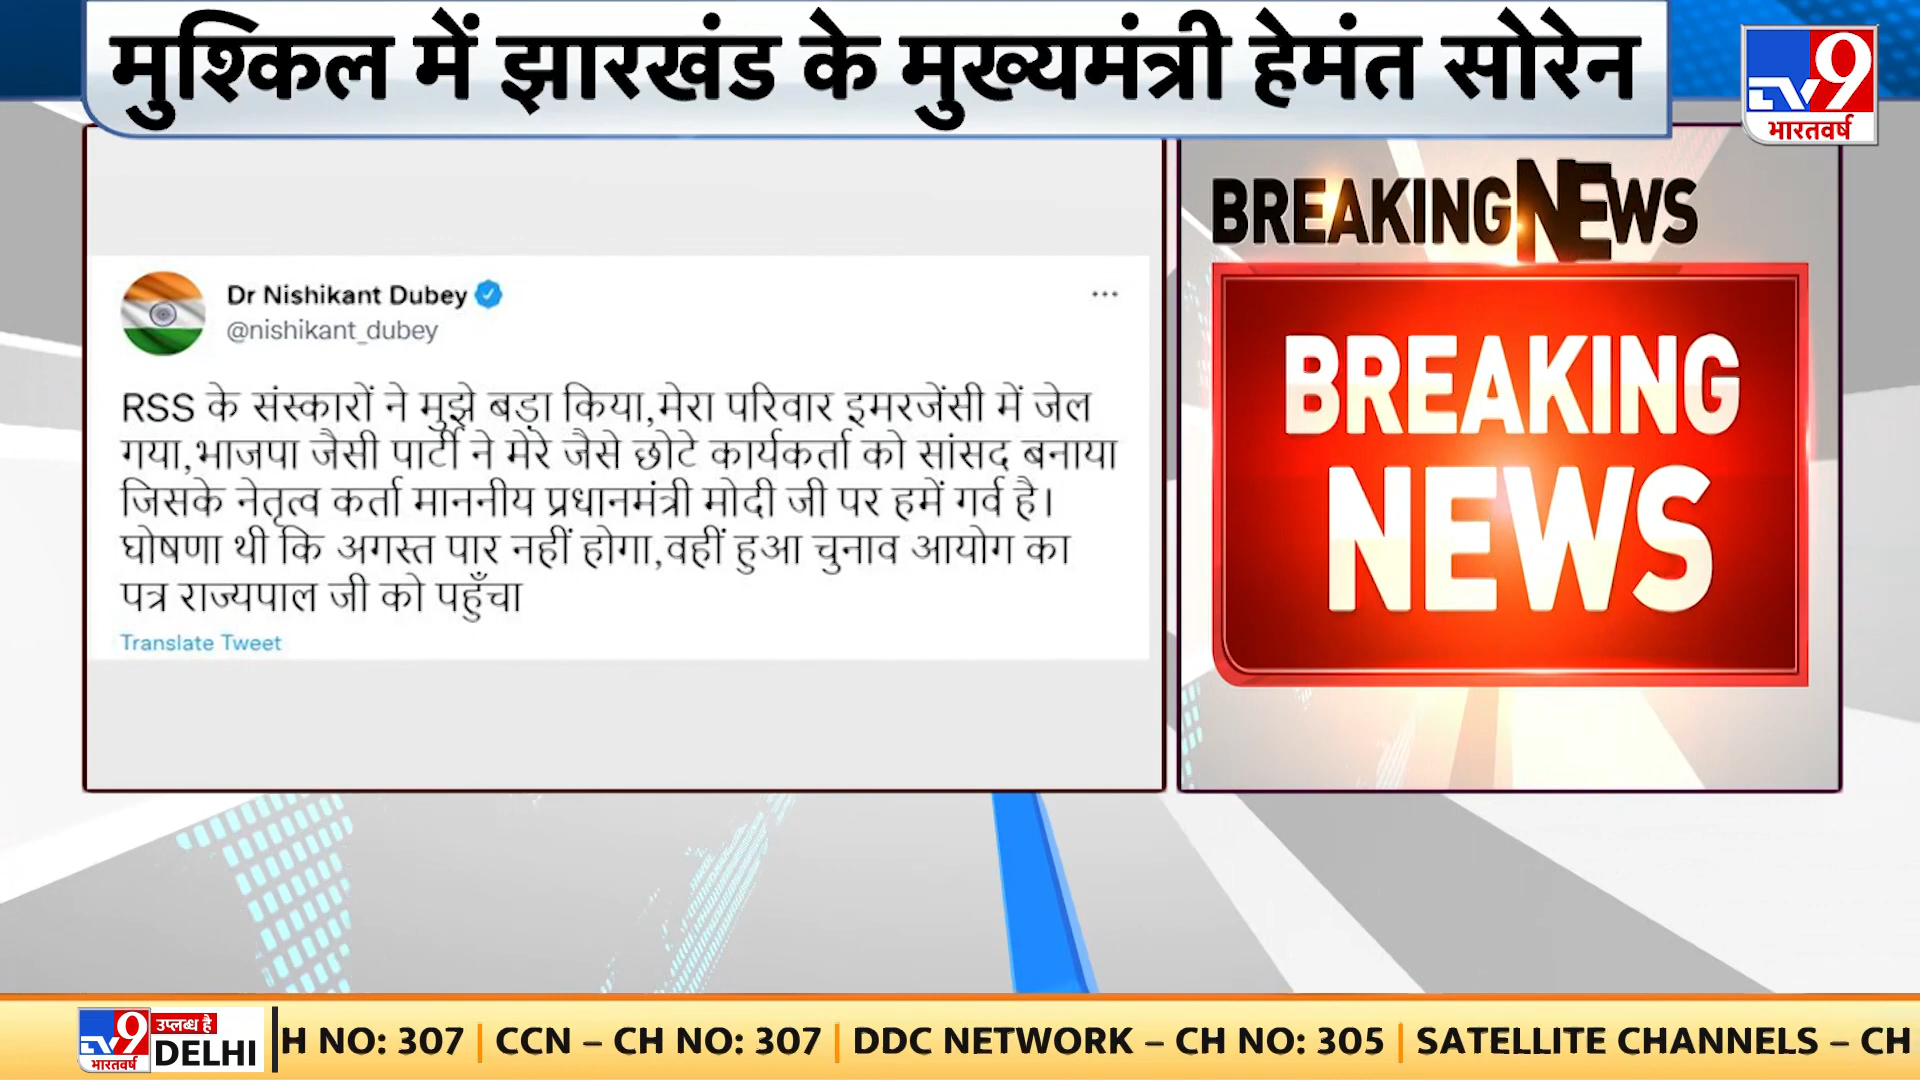 मुश्किल में झारखंड के मुख्यमंत्री हेमंत सोरेन
TV9
भारतवर्ष
BREAKING NEWS
BREAKING
NEWS
Dr Nishikant Dubey
@nishikant_dubey
RSS के संस्कारों ने मुझे बड़ा किया,मेरा परिवार इमरजेंसी में जेल
गया,भाजपा जैसी पार्टी ने मेरे जैसे छोटे कार्यकर्ता को सांसद बनाया
जिसके नेतृत्व कर्ता माननीय प्रधानमंत्री मोदी जी पर हमें गर्व है।
घोषणा थी कि अगस्त पार नहीं होगा,वहीं हुआ चुनाव आयोग का
पत्र राज्यपाल जी को पहुँचा
Translate Tweet
TV9
भारतवर्ष
उपलब्ध है
DELHI
H NO: 307 | CCN – CH NO: 307 | DDC NETWORK – CH NO: 305 | SATELLITE CHANNELS – CH